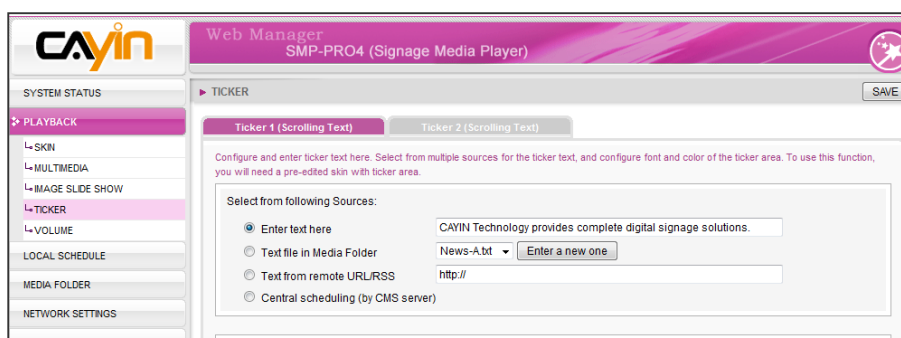 CAYIN
Web Manager
SMP-PRO4 (Signage Media Player)
SYSTEM STATUS
PLAYBACK
SKIN
MULTIMEDIA
IMAGE SLIDE SHOW
TICKER
VOLUME
LOCAL SCHEDULE
MEDIA FOLDER
NETWORK SETTINGS
TICKER
SAVE
Ticker 1 (Scrolling Text)
Ticker 2 (Scrolling Text)
Configure and enter ticker text here. Select from multiple sources for the ticker text, and configure font and color of the ticker area. To use this function,
you will need a pre-edited skin with ticker area.
Select from following Sources:
Enter text here
CAYIN Technology provides complete digital signage solutions.
Text file in Media Folder
News-A.txt
Enter a new one
Text from remote URL/RSS
http://
Central scheduling (by CMS server)